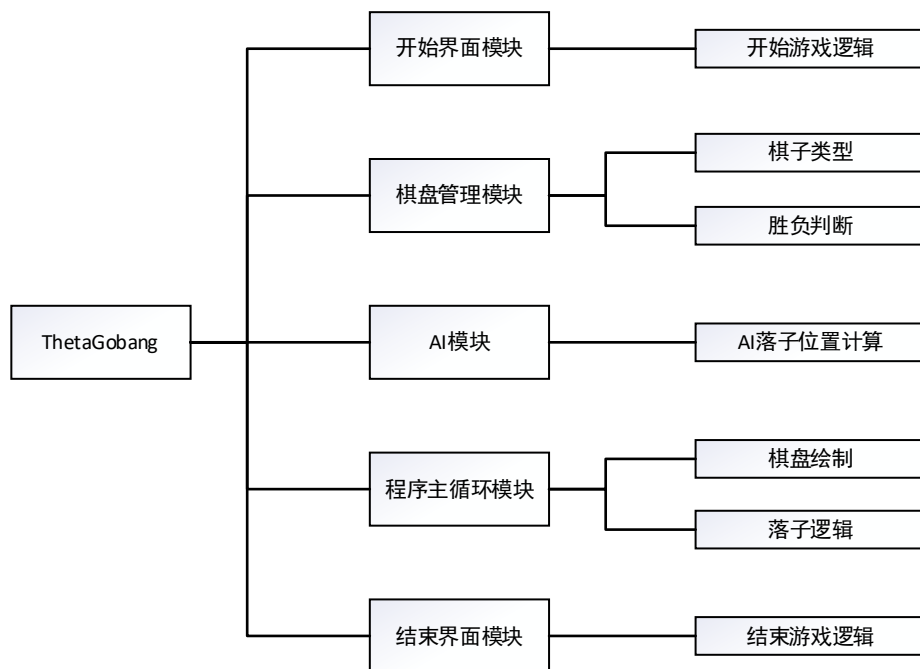 开始界面模块
开始游戏逻辑
棋盘管理模块
棋子类型
胜负判断
ThetaGobang
AI模块
AI落子位置计算
程序主循环模块
棋盘绘制
落子逻辑
结束界面模块
结束游戏逻辑